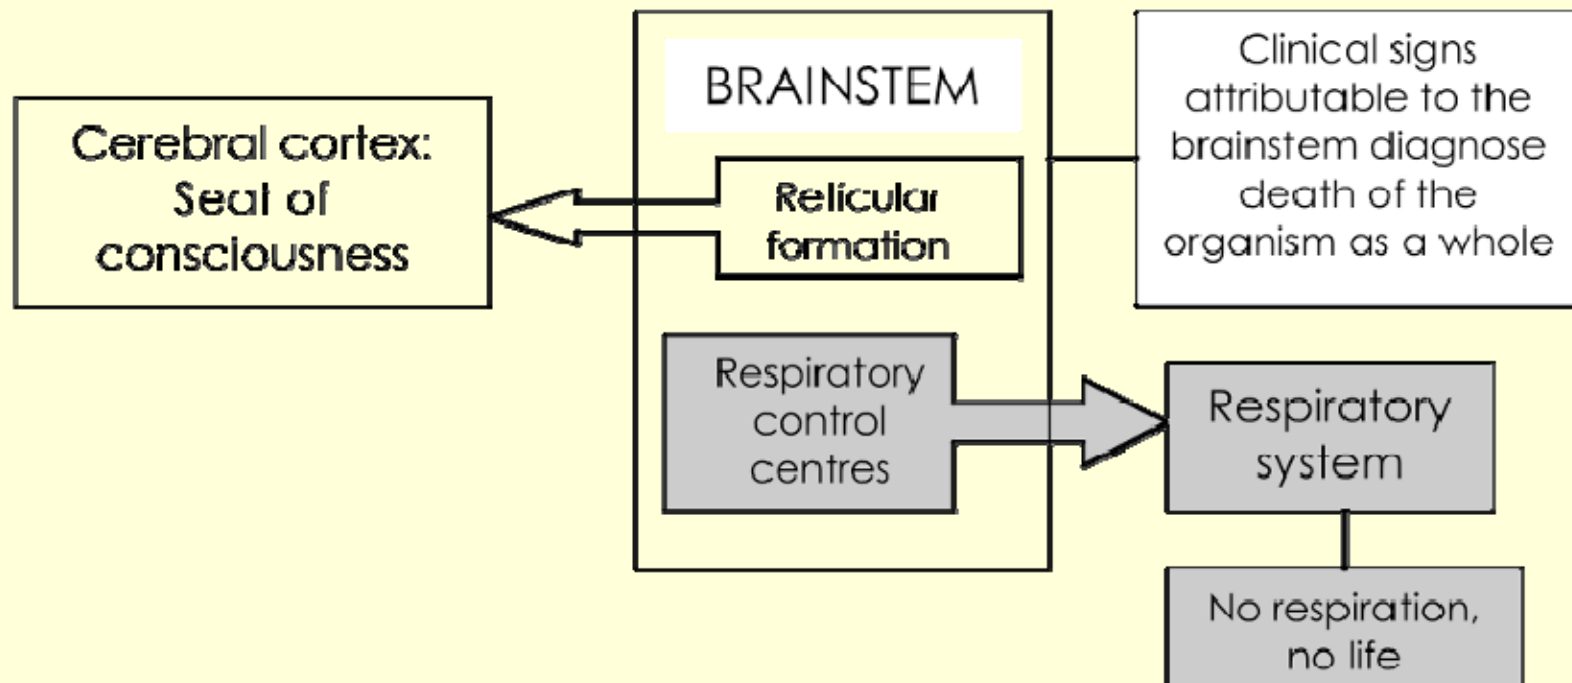 Cerebral cortex:
Seat of
consciousness
BRAINSTEM
Relicular
formation
Respiratory
control
centres
Clinical signs
attributable to the
brainstem diagnose
death of the
organism as a whole
Respiratory
system
No respiration,
no life